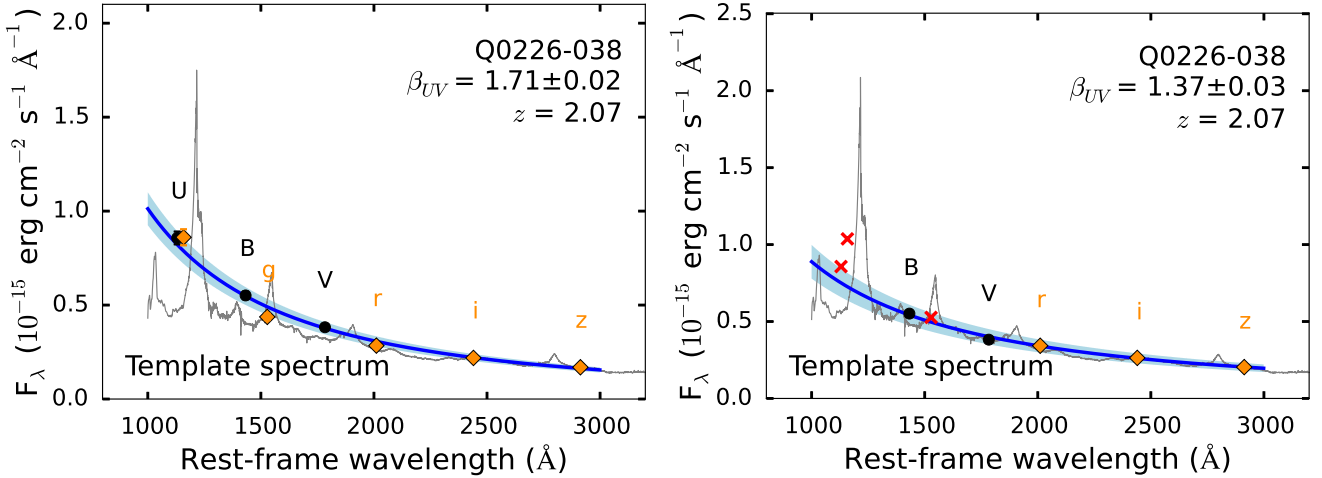 Q0226-038
β_UV = 1.71±0.02
z = 2.07
U
B
g
V
r
i
z
Template spectrum
2.0
1.5
1.0
0.5
0.0
1000 1500 2000 2500 3000
Rest-frame wavelength (Å)
F_λ (10⁻¹⁵ erg cm⁻² s⁻¹ Å⁻¹)
Q0226-038
β_UV = 1.37±0.03
z = 2.07
B
V
r
i
z
Template spectrum
2.5
2.0
1.5
1.0
0.5
0.0
1000 1500 2000 2500 3000
Rest-frame wavelength (Å)
F_λ (10⁻¹⁵ erg cm⁻² s⁻¹ Å⁻¹)